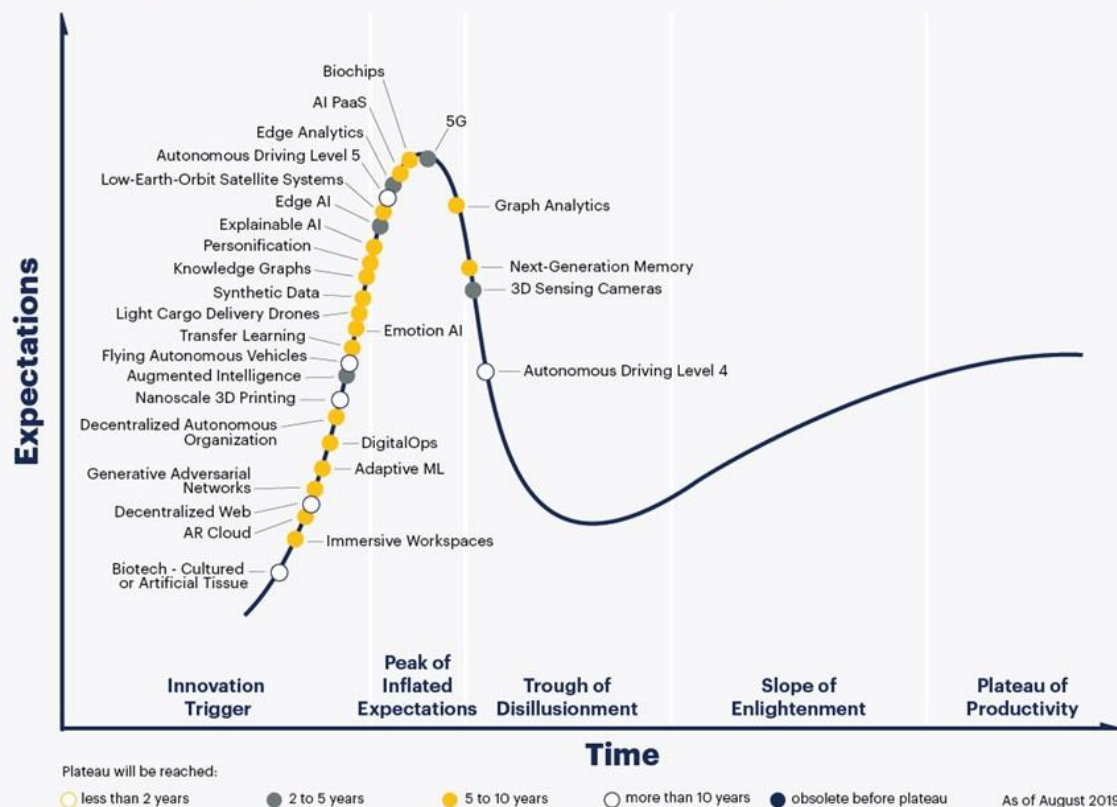 Biochips
AI PaaS
5G
Edge Analytics
Autonomous Driving Level 5
Low-Earth-Orbit Satellite Systems
Edge AI
Graph Analytics
Explainable AI
Personification
Knowledge Graphs
Next-Generation Memory
3D Sensing Cameras
Synthetic Data
Light Cargo Delivery Drones
Emotion AI
Transfer Learning
Flying Autonomous Vehicles
Augmented Intelligence
Autonomous Driving Level 4
Nanoscale 3D Printing
Decentralized Autonomous
Organization
DigitalOps
Adaptive ML
Generative Adversarial
Networks
Decentralized Web
AR Cloud
Immersive Workspaces
Biotech - Cultured
or Artificial Tissue
Expectations
Innovation
Trigger
Peak of
Inflated
Expectations
Trough of
Disillusionment
Slope of
Enlightenment
Plateau of
Productivity
Time
Plateau will be reached:
less than 2 years
2 to 5 years
5 to 10 years
more than 10 years
obsolete before plateau
As of August 2019